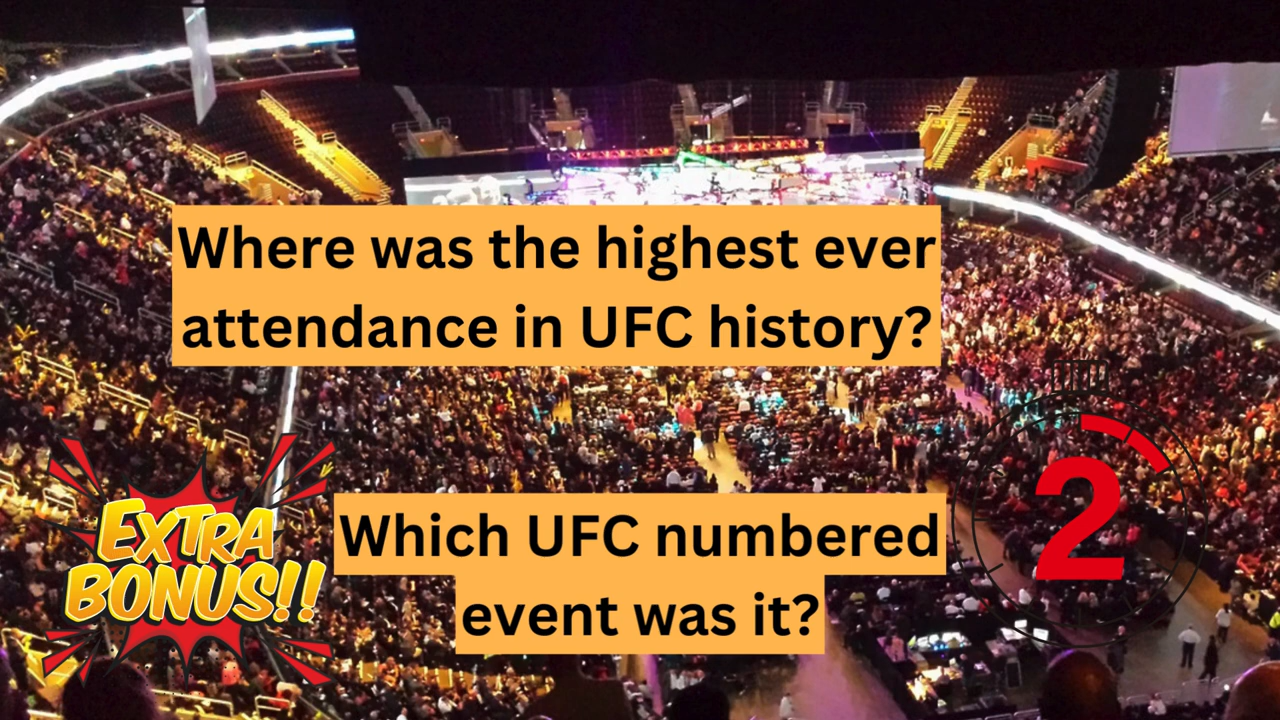 Where was the highest ever
attendance in UFC history?
EXTRA
BONUS!!
Which UFC numbered
event was it?
2